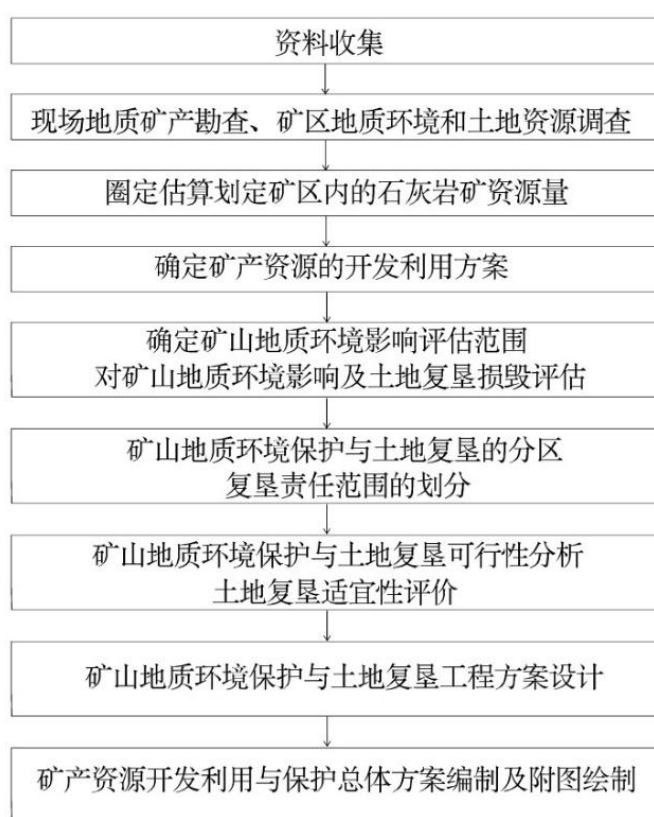 资料收集
现场地质矿产勘查、矿区地质环境和土地资源调查
圈定估算划定矿区内的石灰岩矿资源量
确定矿产资源的开发利用方案
确定矿山地质环境影响评估范围
对矿山地质环境影响及土地复垦损毁评估
矿山地质环境保护与土地复垦的分区
复垦责任范围的划分
矿山地质环境保护与土地复垦可行性分析
土地复垦适宜性评价
矿山地质环境保护与土地复垦工程方案设计
矿产资源开发利用与保护总体方案编制及附图绘制